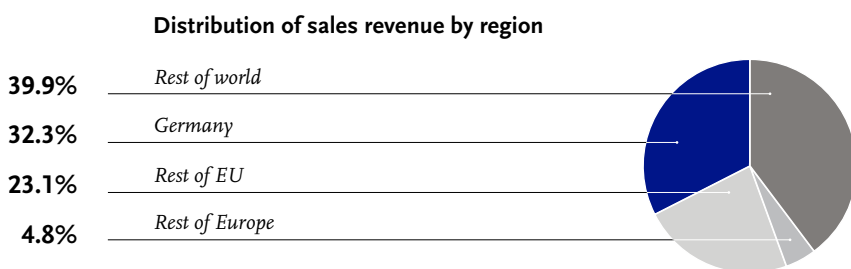 Distribution of sales revenue by region
39.9% Rest of world
32.3% Germany
23.1% Rest of EU
4.8% Rest of Europe